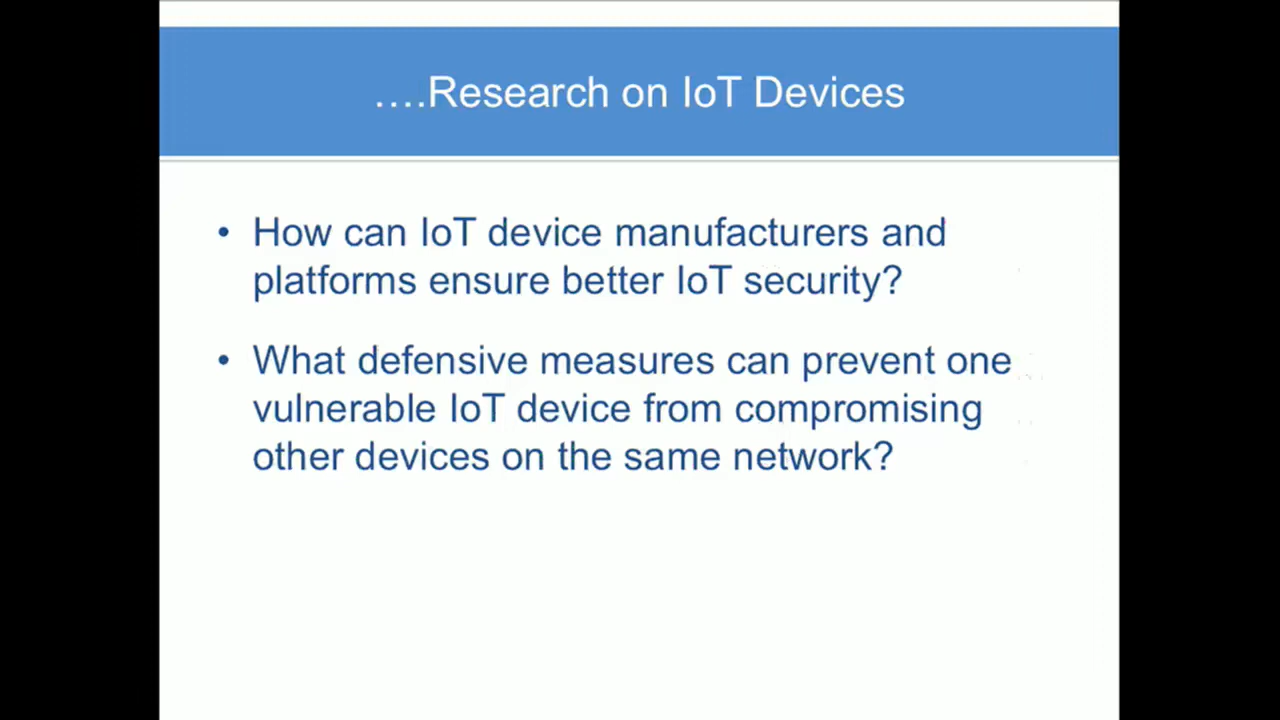 ....Research on IoT Devices
• How can IoT device manufacturers and
platforms ensure better IoT security?
• What defensive measures can prevent one
vulnerable IoT device from compromising
other devices on the same network?